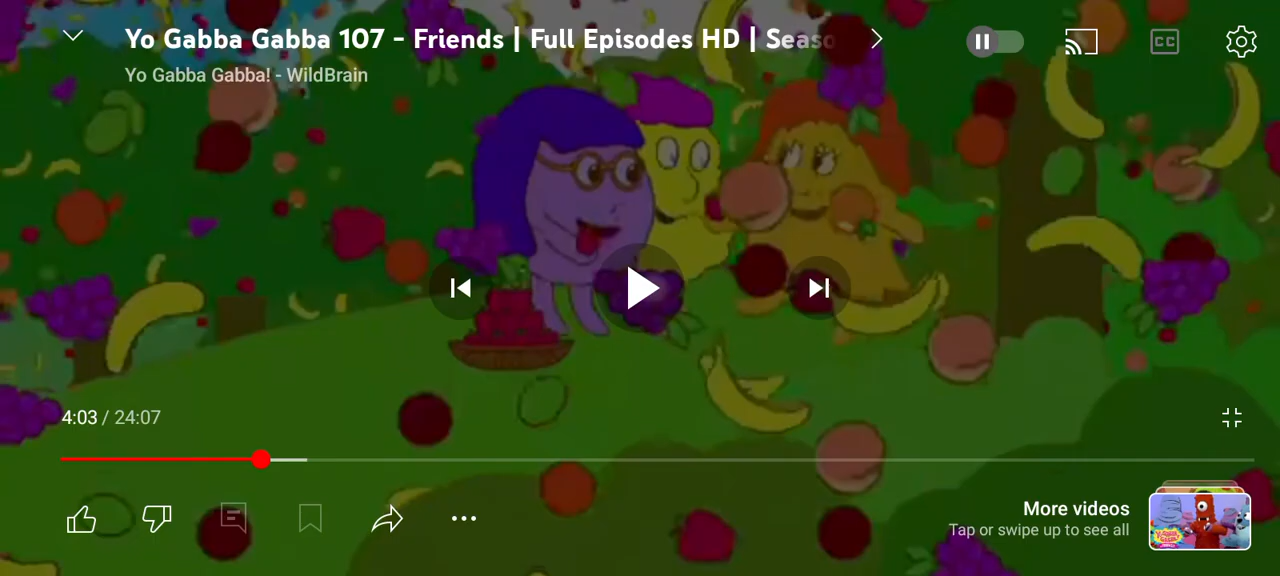 Yo Gabba Gabba 107 - Friends | Full Episodes HD | Seaso
Yo Gabba Gabba! - WildBrain
CC
4:03 / 24:07
More videos
Tap or swipe up to see all